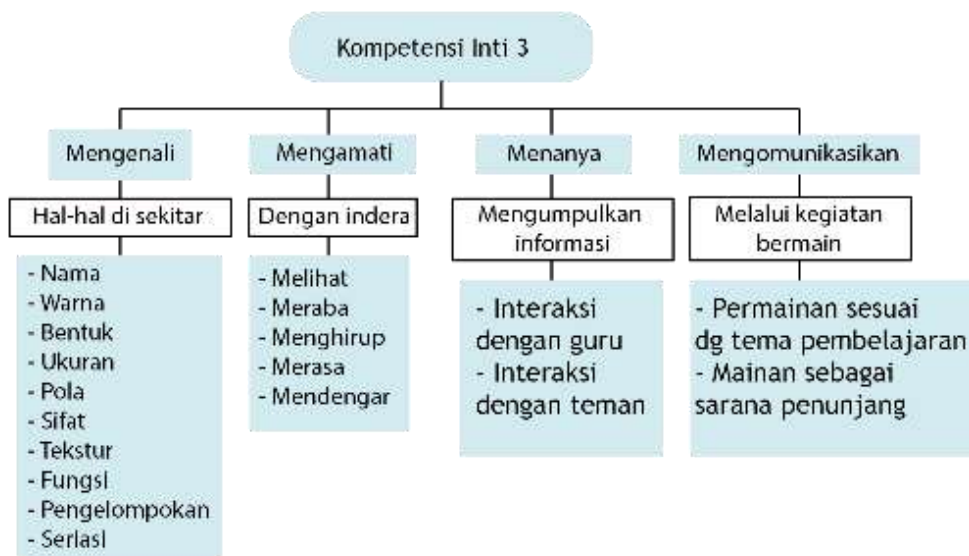 Kompetensi Inti 3
Mengenali
Hal-hal di sekitar
- Nama
- Warna
- Bentuk
- Ukuran
- Pola
- Sifat
- Tekstur
- Fungsi
- Pengelompokan
- Seriasi
Mengamati
Dengan indera
- Melihat
- Meraba
- Menghirup
- Merasa
- Mendengar
Menanya
Mengumpulkan
informasi
- Interaksi
dengan guru
- Interaksi
dengan teman
Mengomunikasikan
Melalui kegiatan
bermain
- Permainan sesuai
dg tema pembelajaran
- Mainan sebagai
sarana penunjang